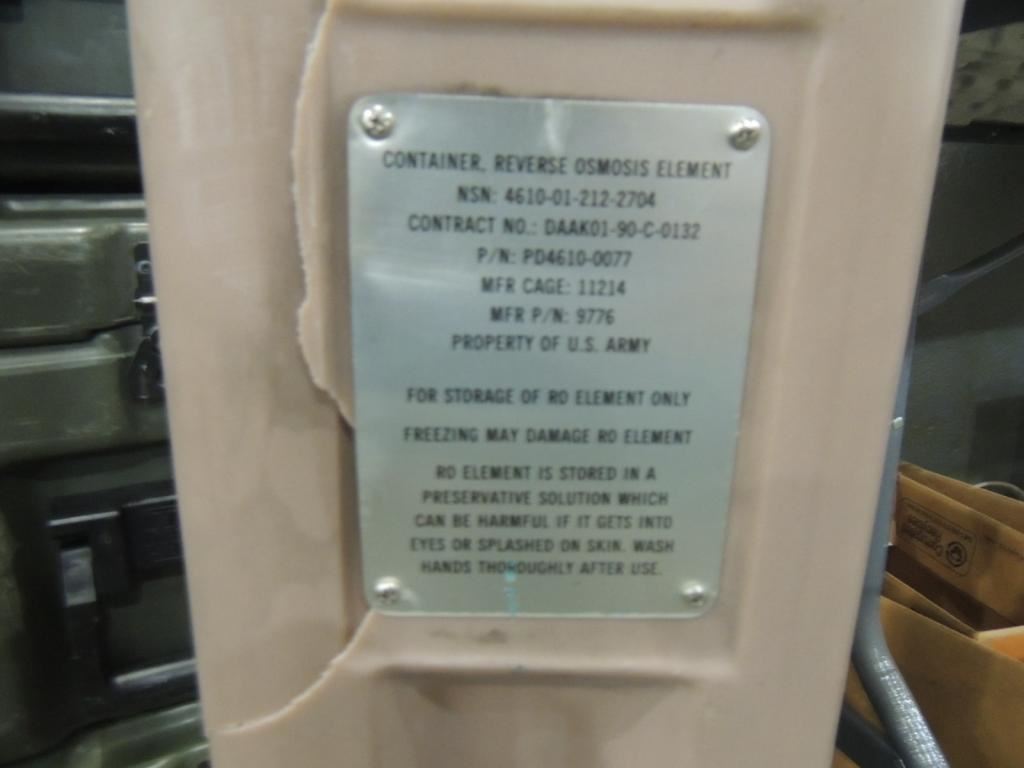 CONTAINER, REVERSE OSMOSIS ELEMENT
NSN: 4610-01-212-2704
CONTRACT NO.: DAAK01-90-C-0132
P/N: PD4610-0077
MFR CAGE: 11214
MFR P/N: 9776
PROPERTY OF U.S. ARMY
FOR STORAGE OF RO ELEMENT ONLY
FREEZING MAY DAMAGE RO ELEMENT
RO ELEMENT IS STORED IN A
PRESERVATIVE SOLUTION WHICH
CAN BE HARMFUL IF IT GETS INTO
EYES OR SPLASHED ON SKIN. WASH
HANDS THOROUGHLY AFTER USE.